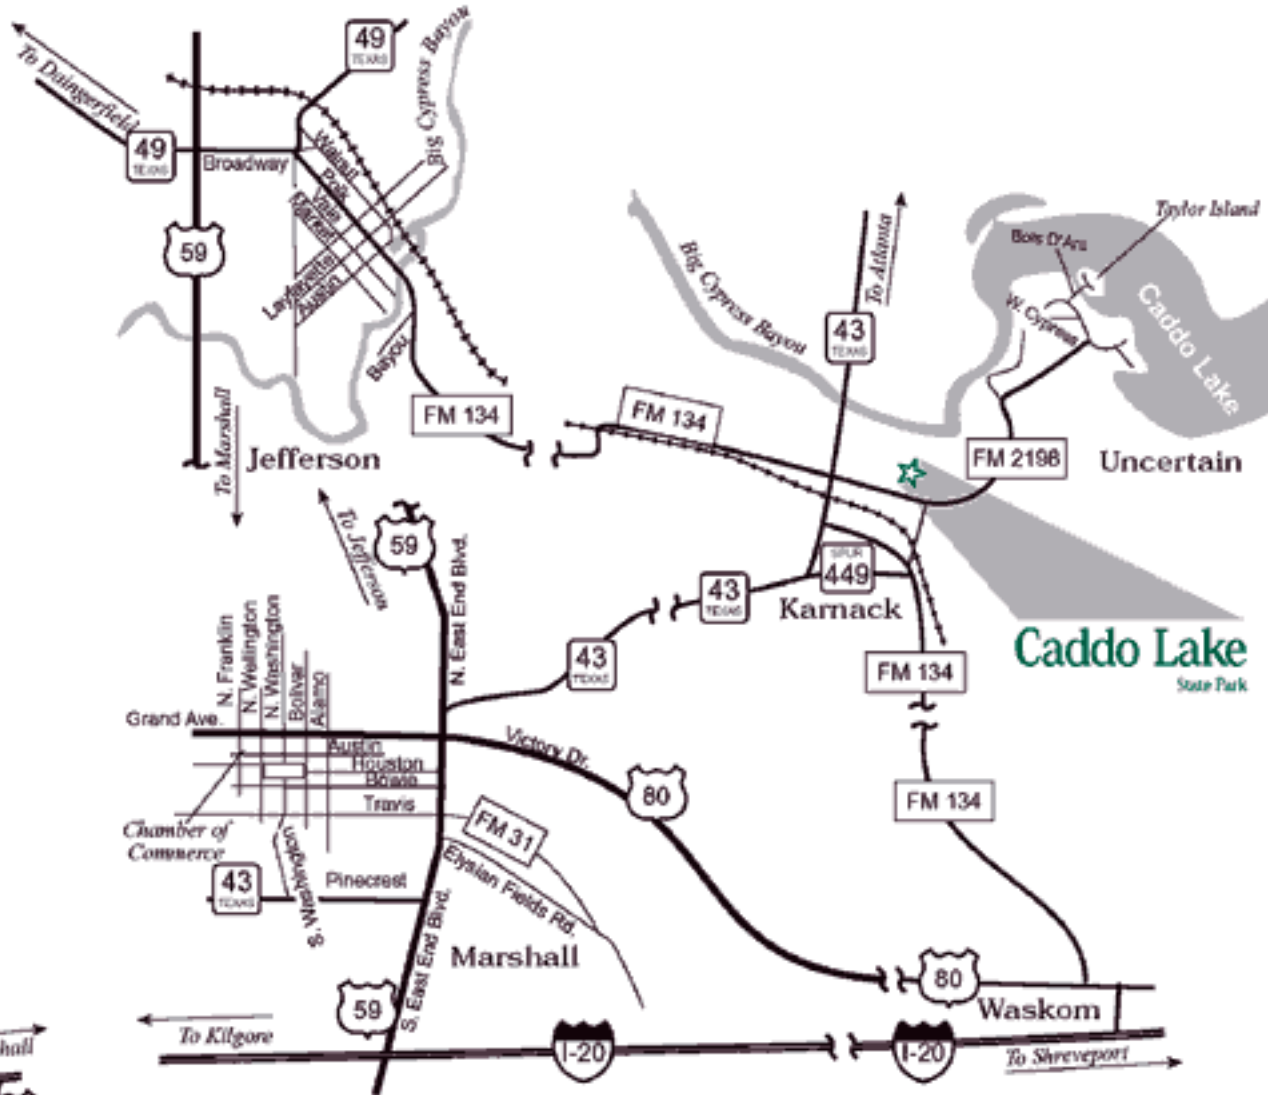 49
TEXAS
To Daingerfield
Big Cypress Bayou
49
TEXAS
Broadway
Walnut
Polk
Vale
Market
59
Layfayette
Austin
Bayou
FM 134
To Marshall
Jefferson
Taylor Island
Bois D'Arc
W. Cypress
Caddo Lake
To Atlanta
Big Cypress Bayou
43
TEXAS
FM 134
FM 2198
Uncertain
59
To Jefferson
N. East End Blvd.
SPUR
449
43
TEXAS
Karnack
43
TEXAS
Caddo Lake
State Park
FM 134
N. Franklin
N. Wellington
N. Washington
Bolivar
Alamo
Grand Ave.
Austin
Houston
Bowie
Travis
Victory Dr.
80
FM 134
Chamber of
Commerce
FM 31
43
TEXAS
Pinecrest
S. Washington
Elysian Fields Rd.
S. East End Blvd.
Marshall
80
Waskom
59
To Kilgore
I-20
I-20
To Shreveport
hall